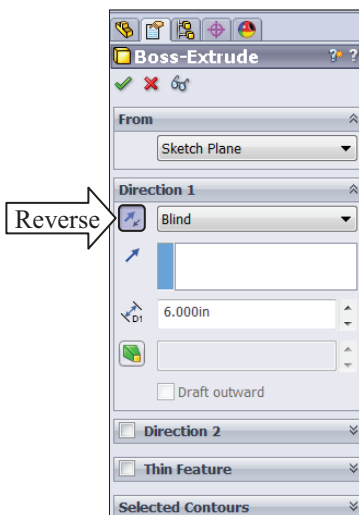 Boss-Extrude ? ?
From
Sketch Plane
Direction 1
Reverse
Blind
D1 6.000in
Draft outward
Direction 2
Thin Feature
Selected Contours